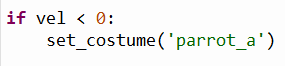 if vel < 0:
    set_costume('parrot_a')